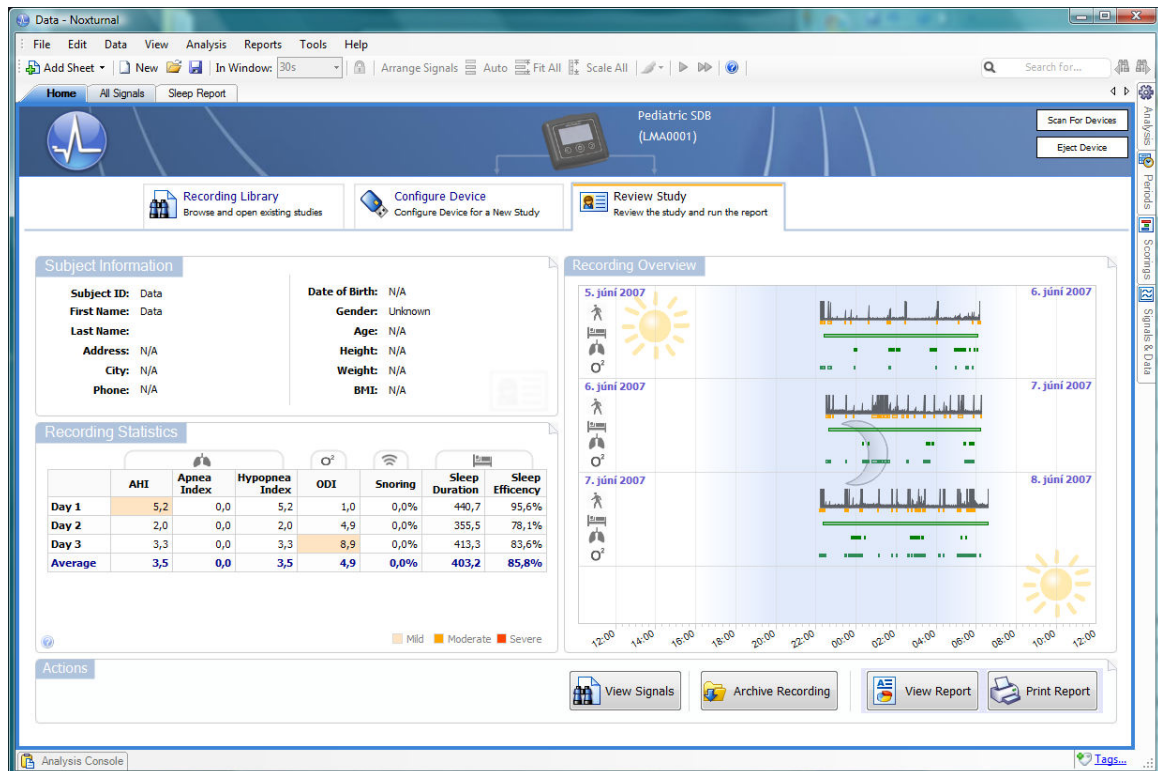 Data - Noxturnal
File Edit Data View Analysis Reports Tools Help
Add Sheet New In Window: 30s Arrange Signals Auto Fit All Scale All Search for...
Home All Signals Sleep Report
Pediatric SDB
(LMA0001)
Scan For Devices
Eject Device
Recording Library
Browse and open existing studies
Configure Device
Configure Device for a New Study
Review Study
Review the study and run the report
Subject Information
Subject ID: Data
First Name: Data
Last Name:
Address: N/A
City: N/A
Phone: N/A
Date of Birth: N/A
Gender: Unknown
Age: N/A
Height: N/A
Weight: N/A
BMI: N/A
Recording Statistics
O²
AHI Apnea Index Hypopnea Index ODI Snoring Sleep Duration Sleep Efficency
Day 1 5,2 0,0 5,2 1,0 0,0% 440,7 95,6%
Day 2 2,0 0,0 2,0 4,9 0,0% 355,5 78,1%
Day 3 3,3 0,0 3,3 8,9 0,0% 413,3 83,6%
Average 3,5 0,0 3,5 4,9 0,0% 403,2 85,8%
Mild Moderate Severe
Recording Overview
5. júní 2007 6. júní 2007
O²
6. júní 2007 7. júní 2007
O²
7. júní 2007 8. júní 2007
O²
12:00 14:00 16:00 18:00 20:00 22:00 00:00 02:00 04:00 06:00 08:00 10:00 12:00
Actions
View Signals
Archive Recording
View Report
Print Report
Analysis
Periods
Scorings
Signals & Data
Analysis Console
Tags...